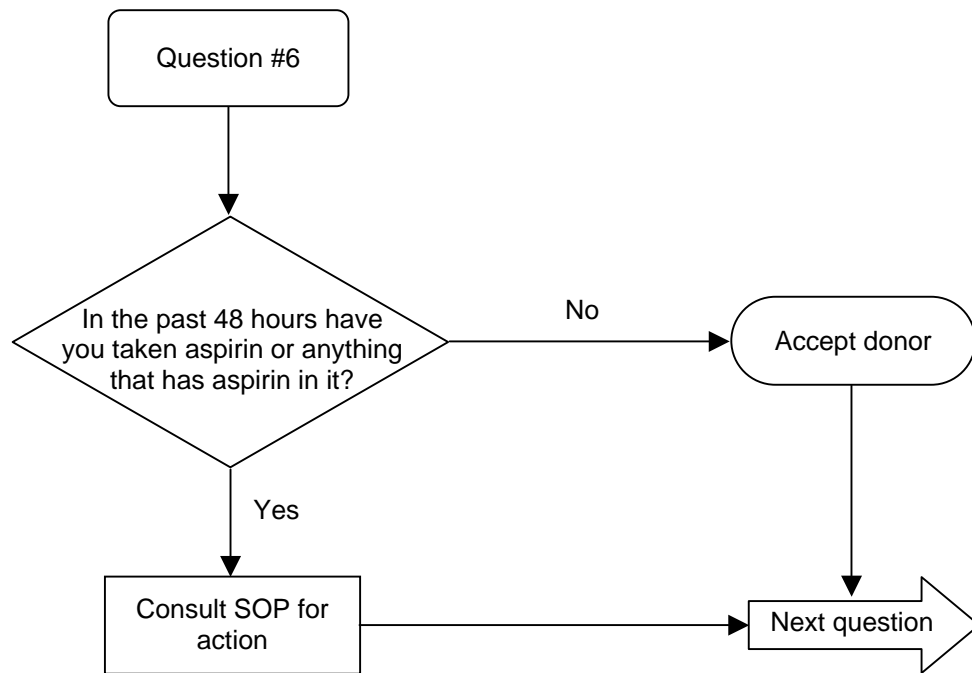 Question #6
In the past 48 hours have
you taken aspirin or anything
that has aspirin in it?
No
Accept donor
Yes
Consult SOP for
action
Next question